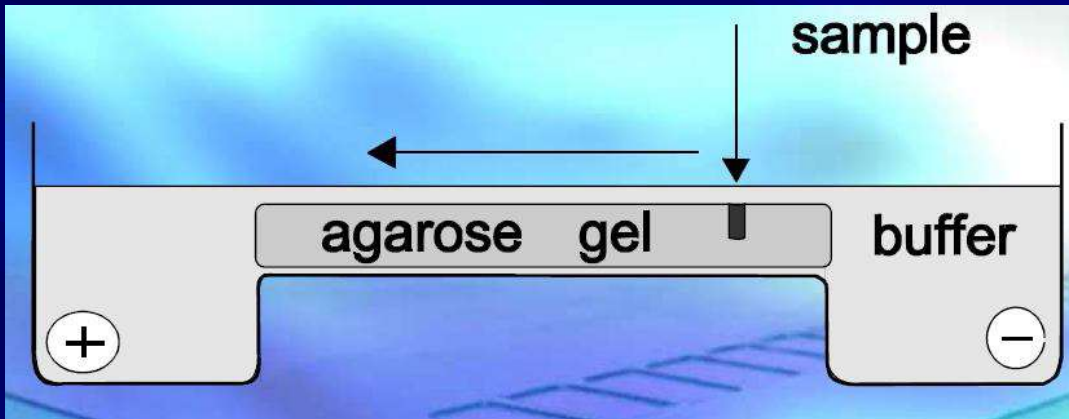 sample
agarose gel
buffer
+
−